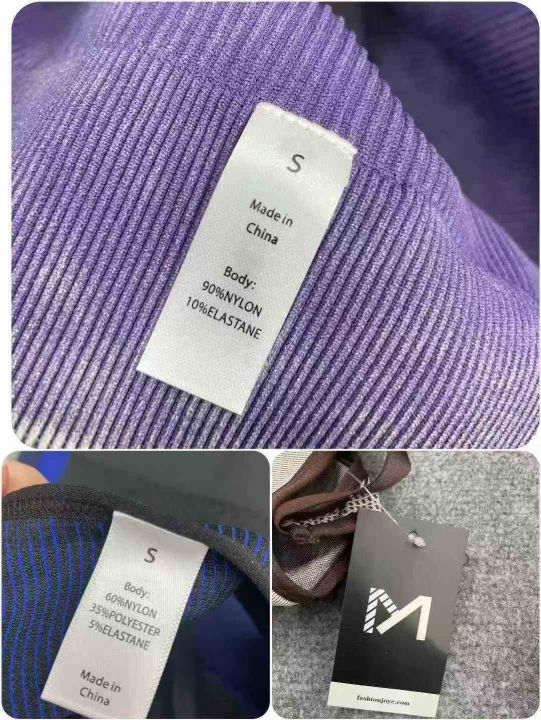 S
Made in
China
Body:
90%NYLON
10%ELASTANE
S
Body:
60%NYLON
35%POLYESTER
5%ELASTANE
Made in
China
M
fashionjoye.com